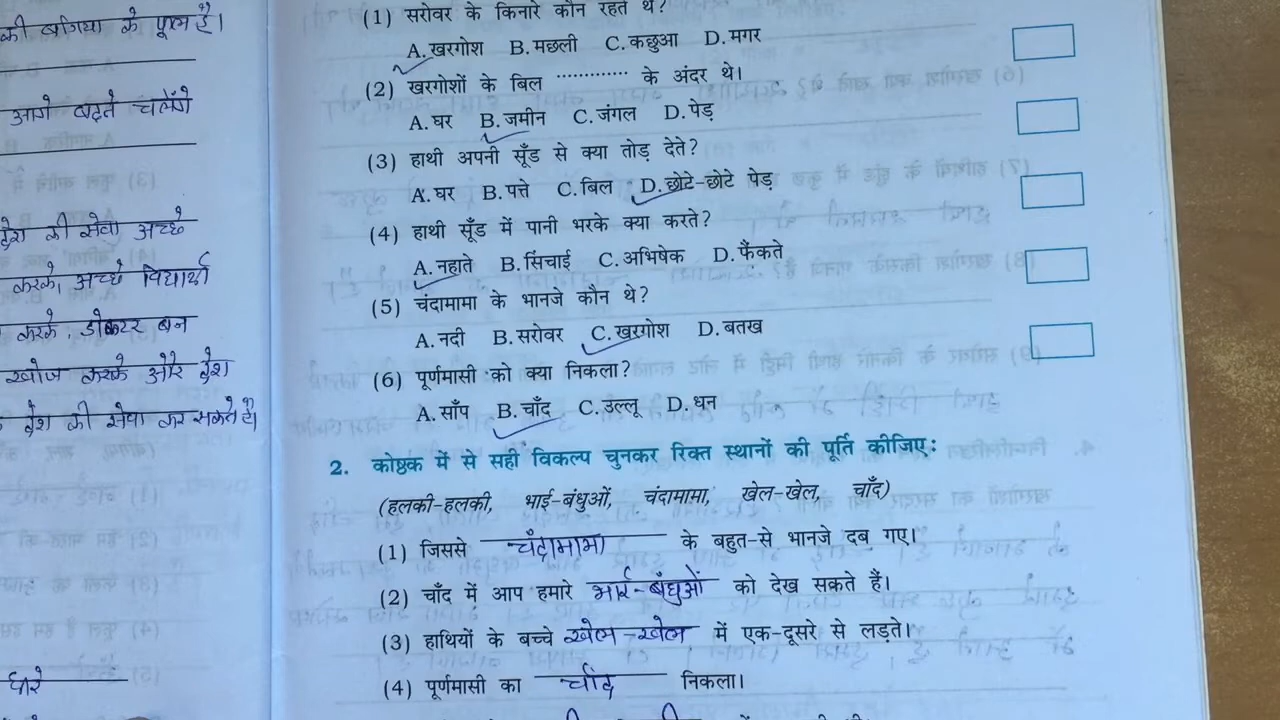 की बगिया के फूल हैं।
आगे बढ़ते चलेंगे
देश की सेवा अच्छे
करके, अच्छे विद्यार्थी
करके, डोक्टर बन
खोज करके और देश
देश की सेवा कर सकते हैं।
(1) सरोवर के किनारे कौन रहते थे?
A. खरगोश B. मछली C. कछुआ D. मगर
(2) खरगोशों के बिल ............. के अंदर थे।
A. घर B. जमीन C. जंगल D. पेड़
(3) हाथी अपनी सूँड से क्या तोड़ देते?
A. घर B. पत्ते C. बिल D. छोटे-छोटे पेड़
(4) हाथी सूँड में पानी भरके क्या करते?
A. नहाते B. सिंचाई C. अभिषेक D. फैंकते
(5) चंदामामा के भानजे कौन थे?
A. नदी B. सरोवर C. खरगोश D. बतख
(6) पूर्णमासी को क्या निकला?
A. साँप B. चाँद C. उल्लू D. धन
2. कोष्ठक में से सही विकल्प चुनकर रिक्त स्थानों की पूर्ति कीजिए:
(हलकी-हलकी, भाई-बंधुओं, चंदामामा, खेल-खेल, चाँद)
(1) जिससे चँदामामा के बहुत-से भानजे दब गए।
(2) चाँद में आप हमारे भाई-बँधुओं को देख सकते हैं।
(3) हाथियों के बच्चे खेल-खेल में एक-दूसरे से लड़ते।
(4) पूर्णमासी का चाँद निकला।